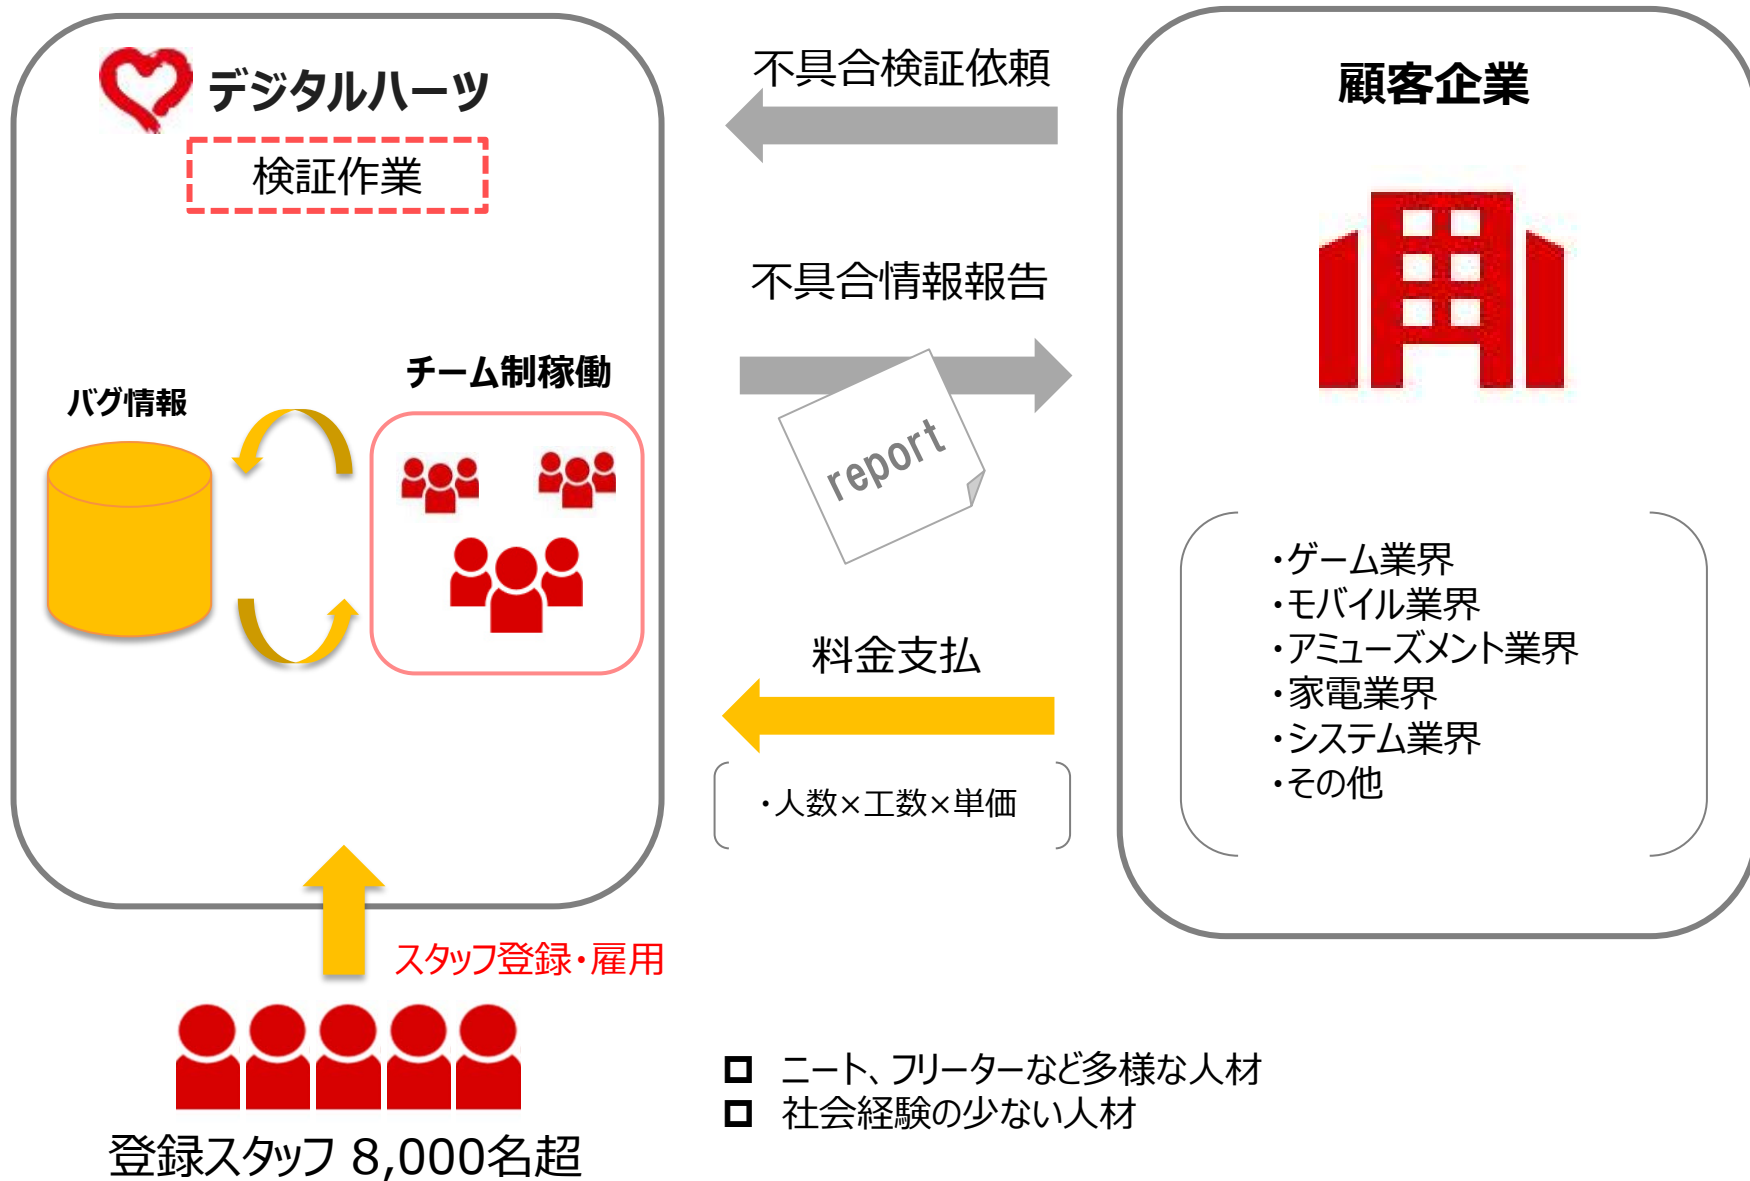 デジタルハーツ
検証作業
バグ情報
チーム制稼働
不具合検証依頼
不具合情報報告
report
料金支払
・人数×工数×単価
顧客企業
・ゲーム業界
・モバイル業界
・アミューズメント業界
・家電業界
・システム業界
・その他
スタッフ登録・雇用
登録スタッフ 8,000名超
ニート、フリーターなど多様な人材
社会経験の少ない人材